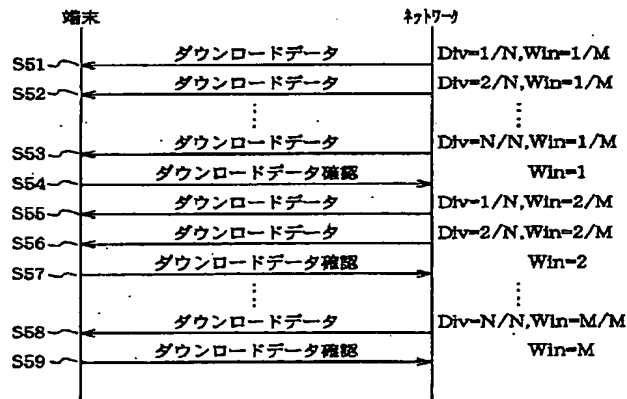 端末 ネットワーク
S51 ダウンロードデータ Div=1/N,Win=1/M
S52 ダウンロードデータ Div=2/N,Win=1/M
S53 ダウンロードデータ Div=N/N,Win=1/M
S54 ダウンロードデータ確認 Win=1
S55 ダウンロードデータ Div=1/N,Win=2/M
S56 ダウンロードデータ Div=2/N,Win=2/M
S57 ダウンロードデータ確認 Win=2
S58 ダウンロードデータ Div=N/N,Win=M/M
S59 ダウンロードデータ確認 Win=M